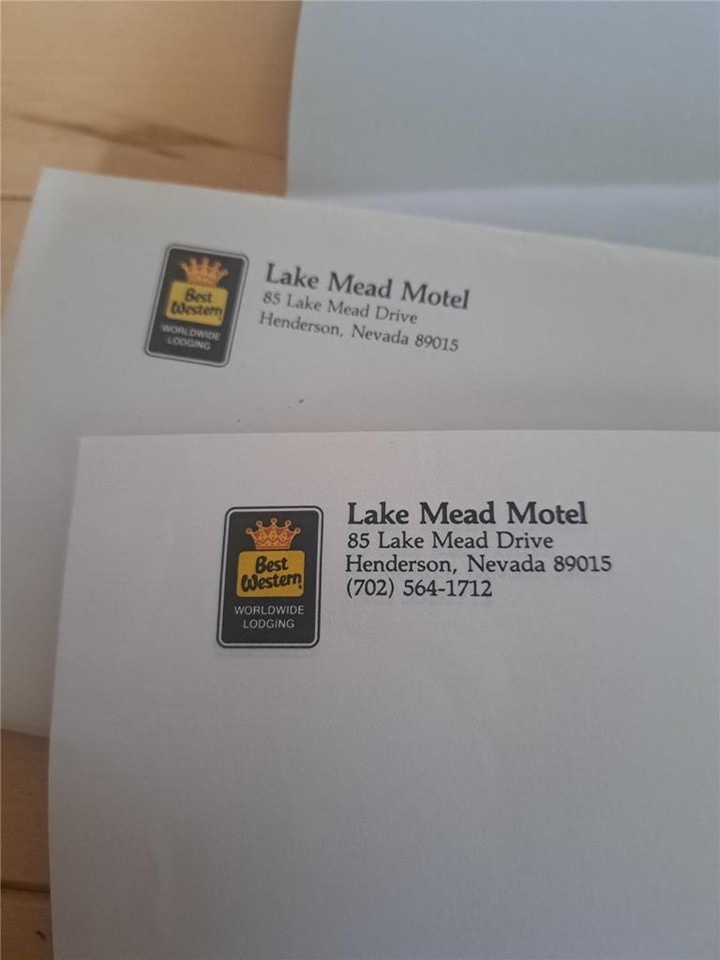 Best
Western
WORLDWIDE
LODGING
Lake Mead Motel
85 Lake Mead Drive
Henderson, Nevada 89015
Best
Western
WORLDWIDE
LODGING
Lake Mead Motel
85 Lake Mead Drive
Henderson, Nevada 89015
(702) 564-1712